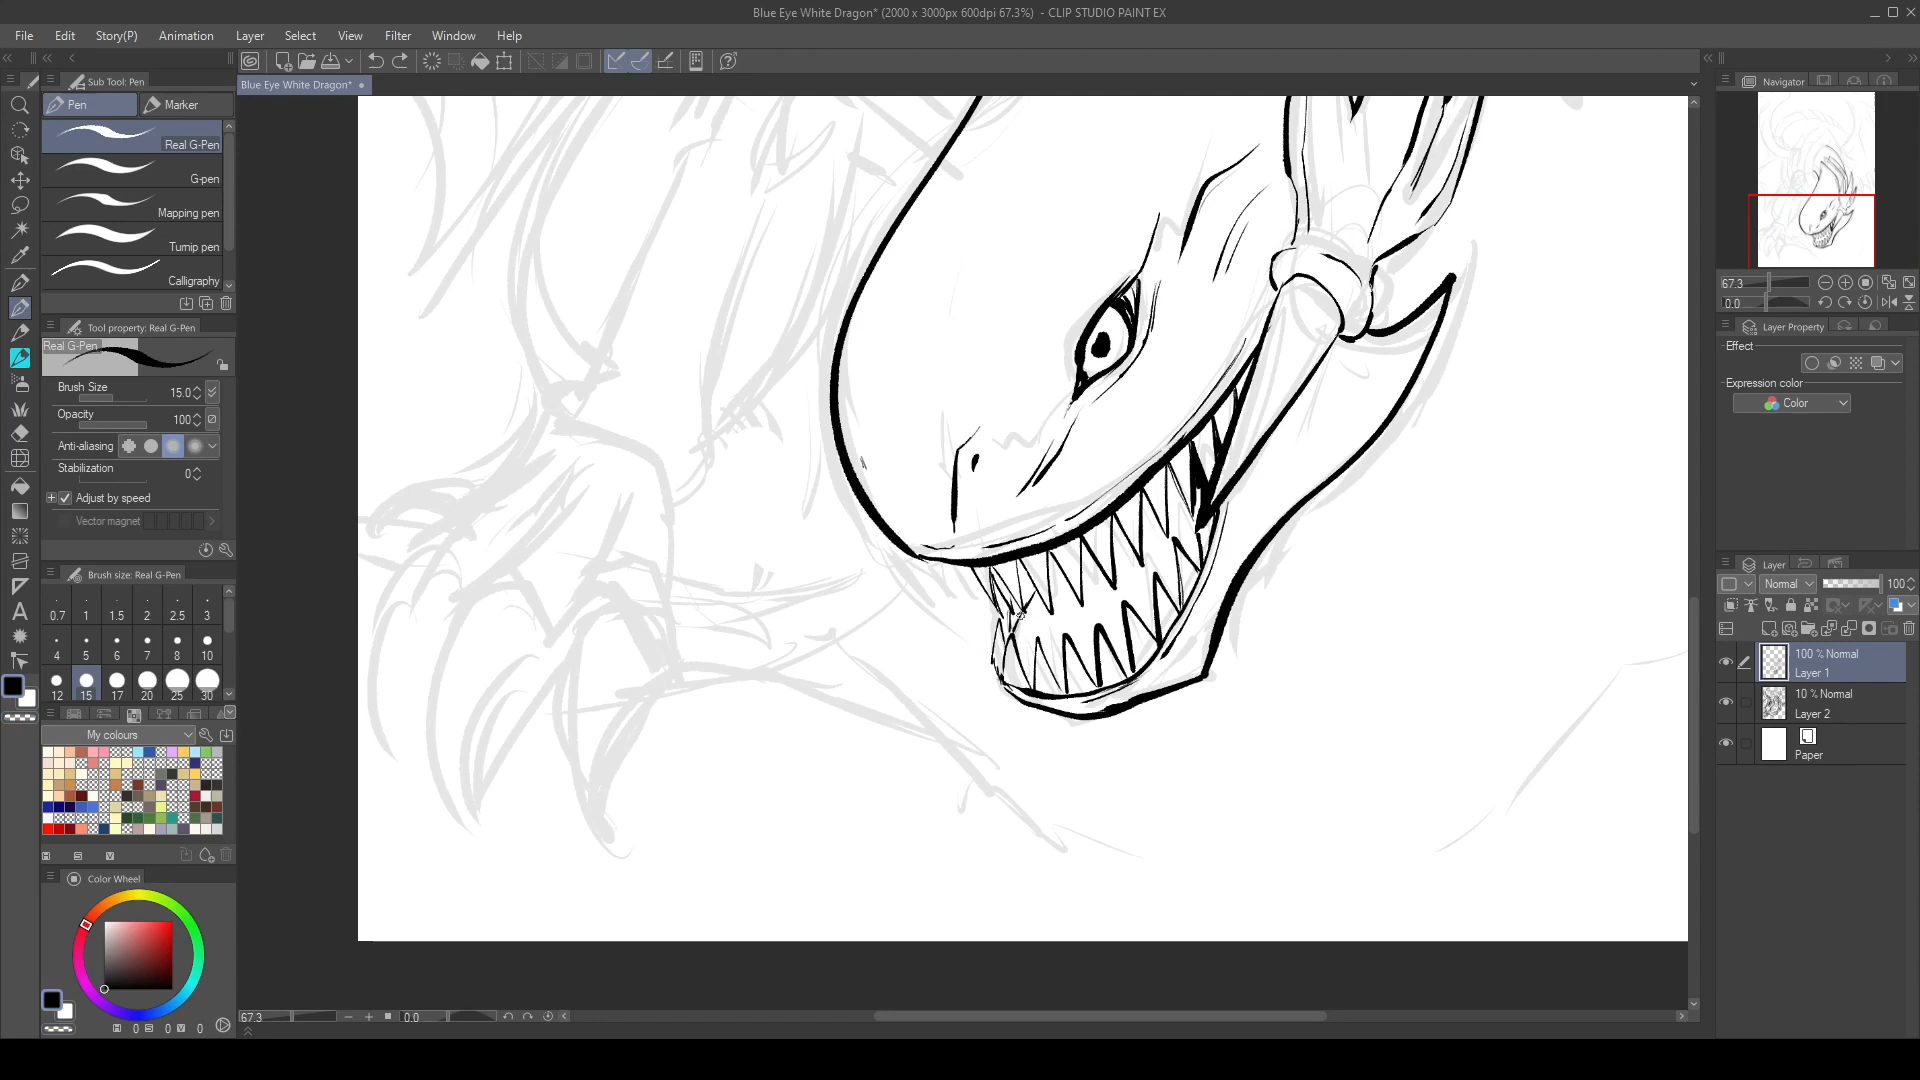 Blue Eye White Dragon* (2000 x 3000px 600dpi 67.3%) - CLIP STUDIO PAINT EX
File Edit Story(P) Animation Layer Select View Filter Window Help
Sub Tool: Pen
Blue Eye White Dragon*
Navigator
Pen Marker
Real G-Pen
G-pen
Mapping pen
Turnip pen
Calligraphy
67.3
0.0
Tool property: Real G-Pen
Layer Property
Real G-Pen
Effect
Brush Size 15.0
Expression color
Color
Opacity 100
Anti-aliasing
Stabilization 0
Adjust by speed
Vector magnet
Layer
Brush size: Real G-Pen
Normal 100
0.7 1 1.5 2 2.5 3
4 5 6 7 8 10
12 15 17 20 25 30
100 % Normal
Layer 1
10 % Normal
Layer 2
Paper
My colours
H S V
Color Wheel
67.3 0.0
H 0 S 0 V 0